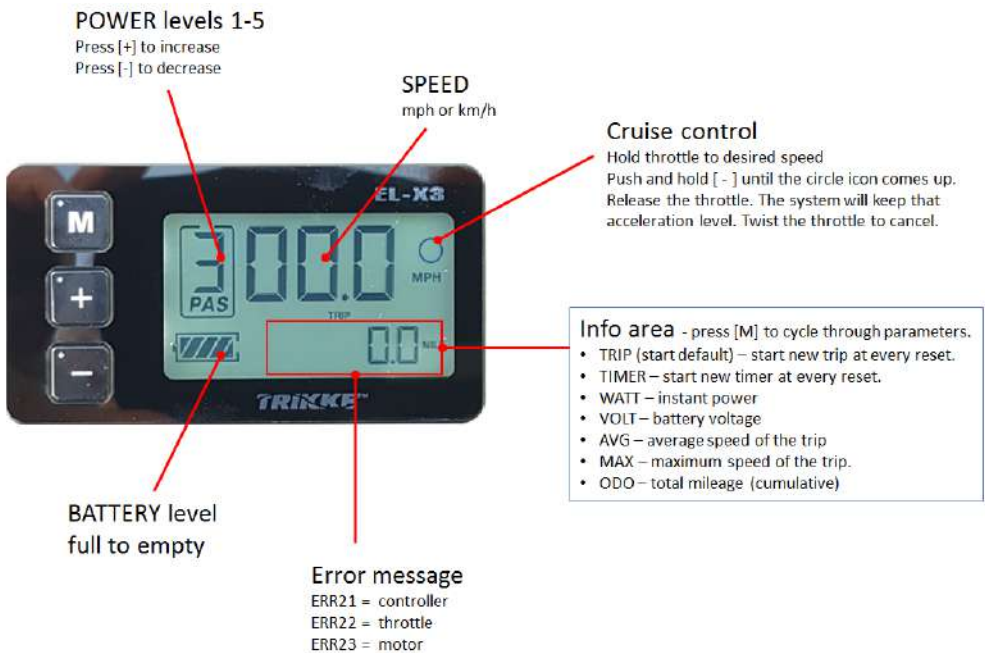 POWER levels 1-5
Press [+] to increase
Press [-] to decrease
SPEED
mph or km/h
Cruise control
Hold throttle to desired speed
Push and hold [ - ] until the circle icon comes up.
Release the throttle. The system will keep that
acceleration level. Twist the throttle to cancel.
EL-X3
M
+
-
3
PAS
00.0
MPH
TRIP
0.0
TRIKKE™
Info area - press [M] to cycle through parameters.
• TRIP (start default) – start new trip at every reset.
• TIMER – start new timer at every reset.
• WATT – instant power
• VOLT – battery voltage
• AVG – average speed of the trip
• MAX – maximum speed of the trip.
• ODO – total mileage (cumulative)
BATTERY level
full to empty
Error message
ERR21 = controller
ERR22 = throttle
ERR23 = motor